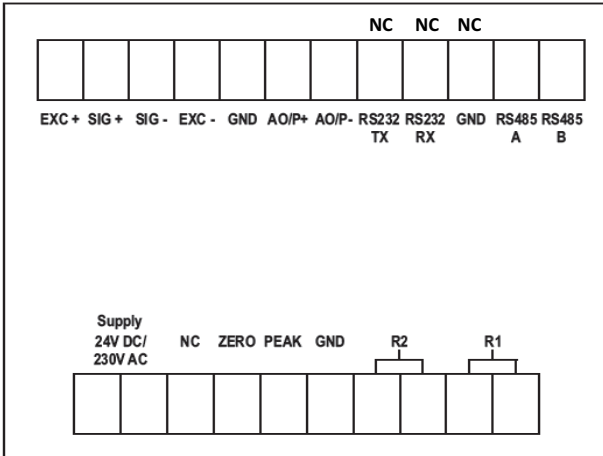 NC NC NC
EXC + SIG + SIG - EXC - GND AO/P+ AO/P- RS232 RS232 GND RS485 RS485
TX RX A B
Supply
24V DC/ NC ZERO PEAK GND R2 R1
230V AC